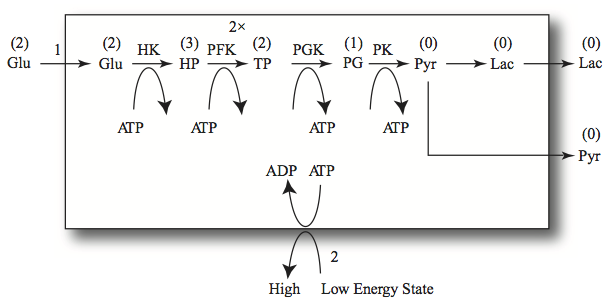 2×
(2) (2) (3) (2) (1) (0) (0) (0)
1 HK PFK PGK PK
Glu Glu HP TP PG Pyr Lac Lac
ATP ATP ATP ATP
(0)
Pyr
ADP ATP
2
High Low Energy State